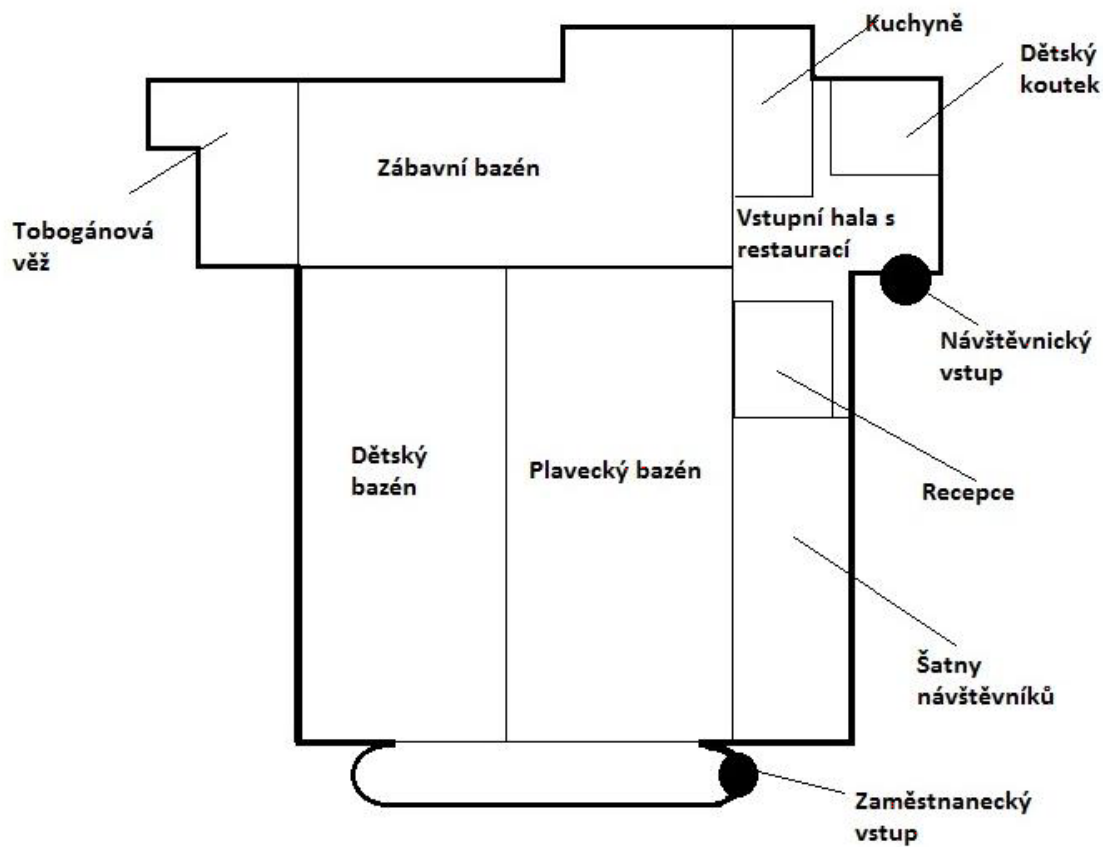 Kuchyně
Dětský
koutek
Zábavní bazén
Tobogánová
věž
Vstupní hala s
restaurací
Návštěvnický
vstup
Dětský
bazén
Plavecký bazén
Recepce
Šatny
návštěvníků
Zaměstnanecký
vstup